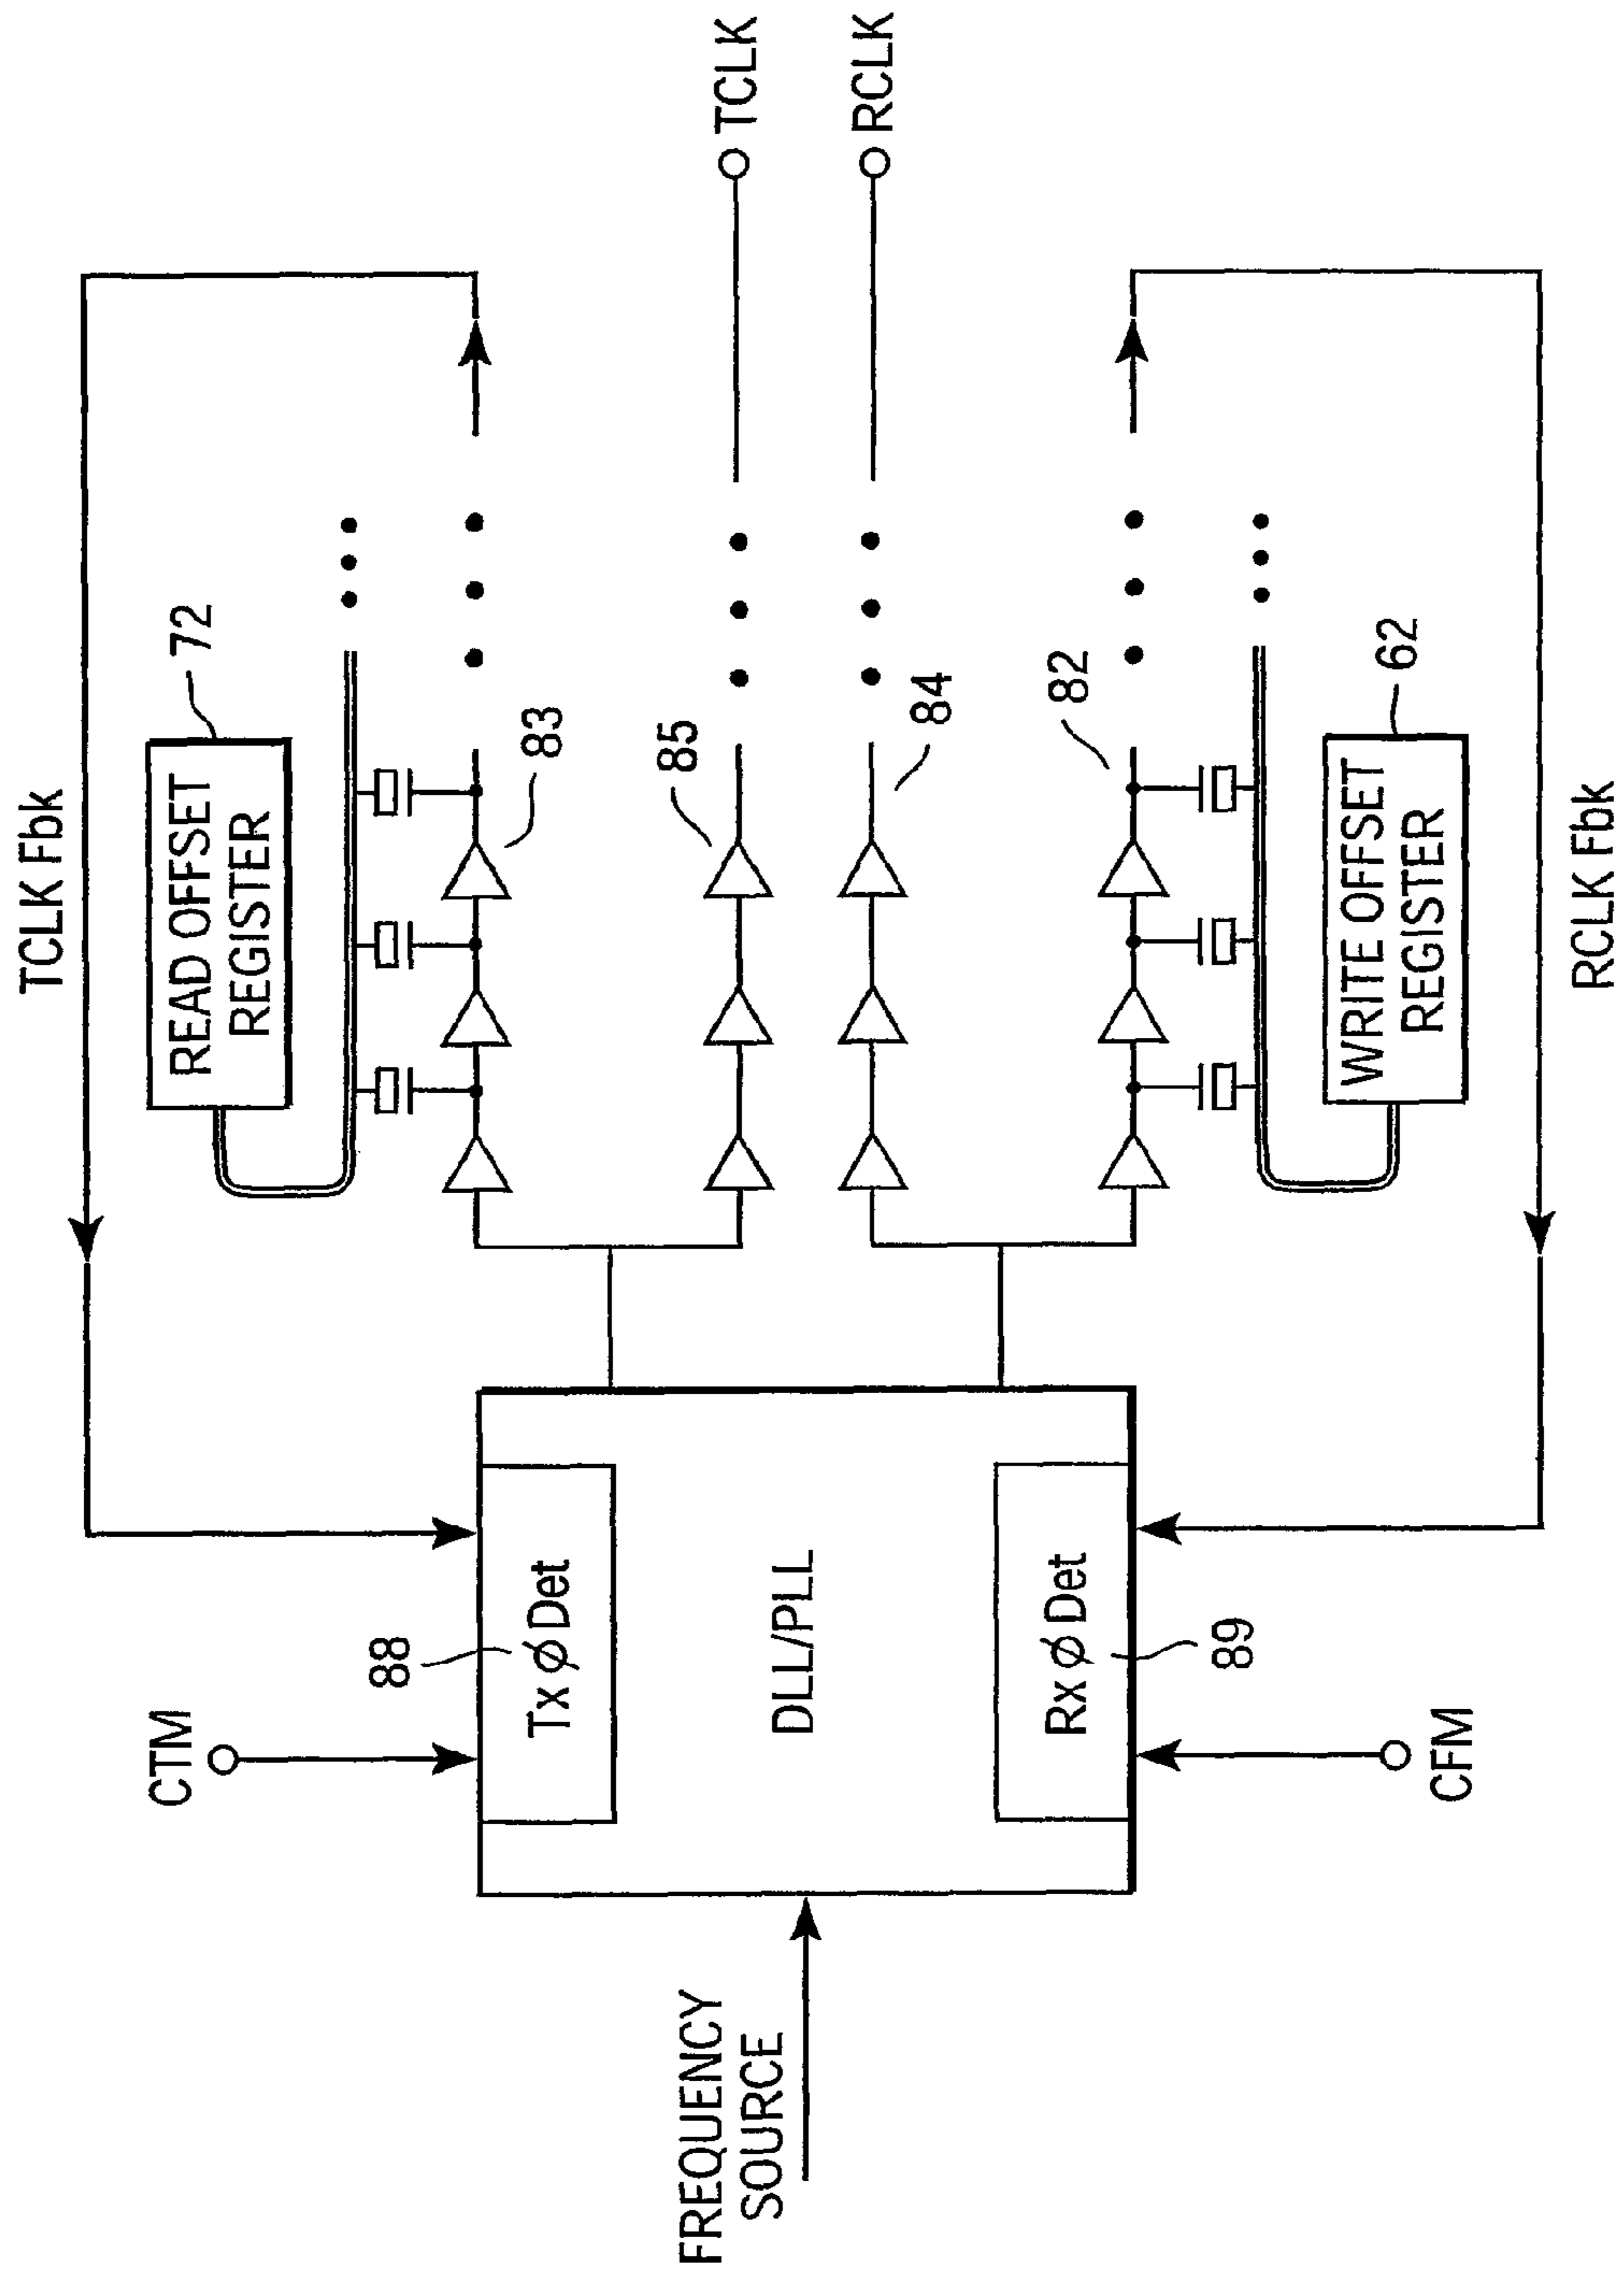 TCLK Fbk
READ OFFSET
REGISTER
72
83
85
TCLK
RCLK
84
82
WRITE OFFSET
REGISTER
62
RCLK Fbk
CTM
88
Tx ϕ Det
DLL/PLL
Rx ϕ Det
89
CFM
FREQUENCY
SOURCE